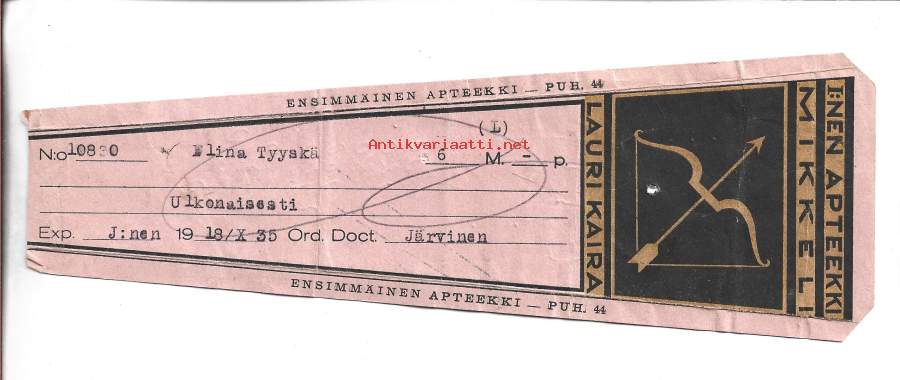 ENSIMMÄINEN APTEEKKI — PUH. 44
(L)
N:o 10830 Elina Tyyskä 6 M. - p.
Antikvariaatti.net
Ulkonaisesti
Exp. J:nen 19 18/X 35 Ord. Doct. Järvinen
ENSIMMÄINEN APTEEKKI — PUH. 44
LAURI KAIRA
MIKKELI
I:NEN APTEEKKI